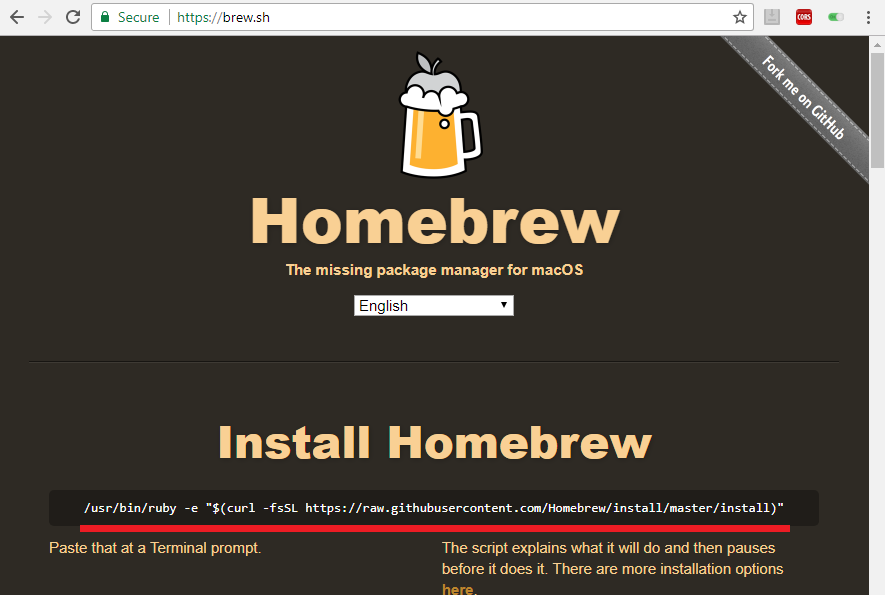 Secure
https://brew.sh
CORS
Fork me on GitHub
Homebrew
The missing package manager for macOS
English
Install Homebrew
/usr/bin/ruby -e "$(curl -fsSL https://raw.githubusercontent.com/Homebrew/install/master/install)"
Paste that at a Terminal prompt.
The script explains what it will do and then pauses
before it does it. There are more installation options
here.